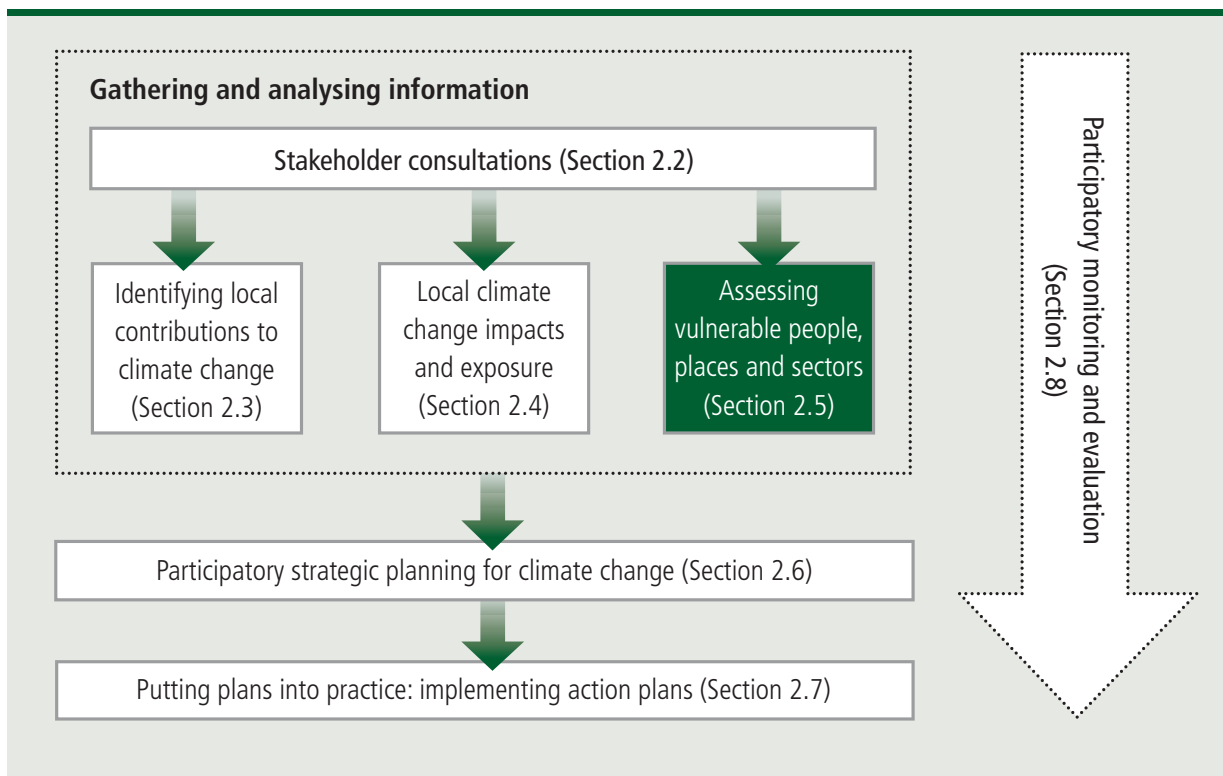 Gathering and analysing information
Stakeholder consultations (Section 2.2)
Identifying local
contributions to
climate change
(Section 2.3)
Local climate
change impacts
and exposure
(Section 2.4)
Assessing
vulnerable people,
places and sectors
(Section 2.5)
Participatory strategic planning for climate change (Section 2.6)
Putting plans into practice: implementing action plans (Section 2.7)
Participatory monitoring and evaluation
(Section 2.8)